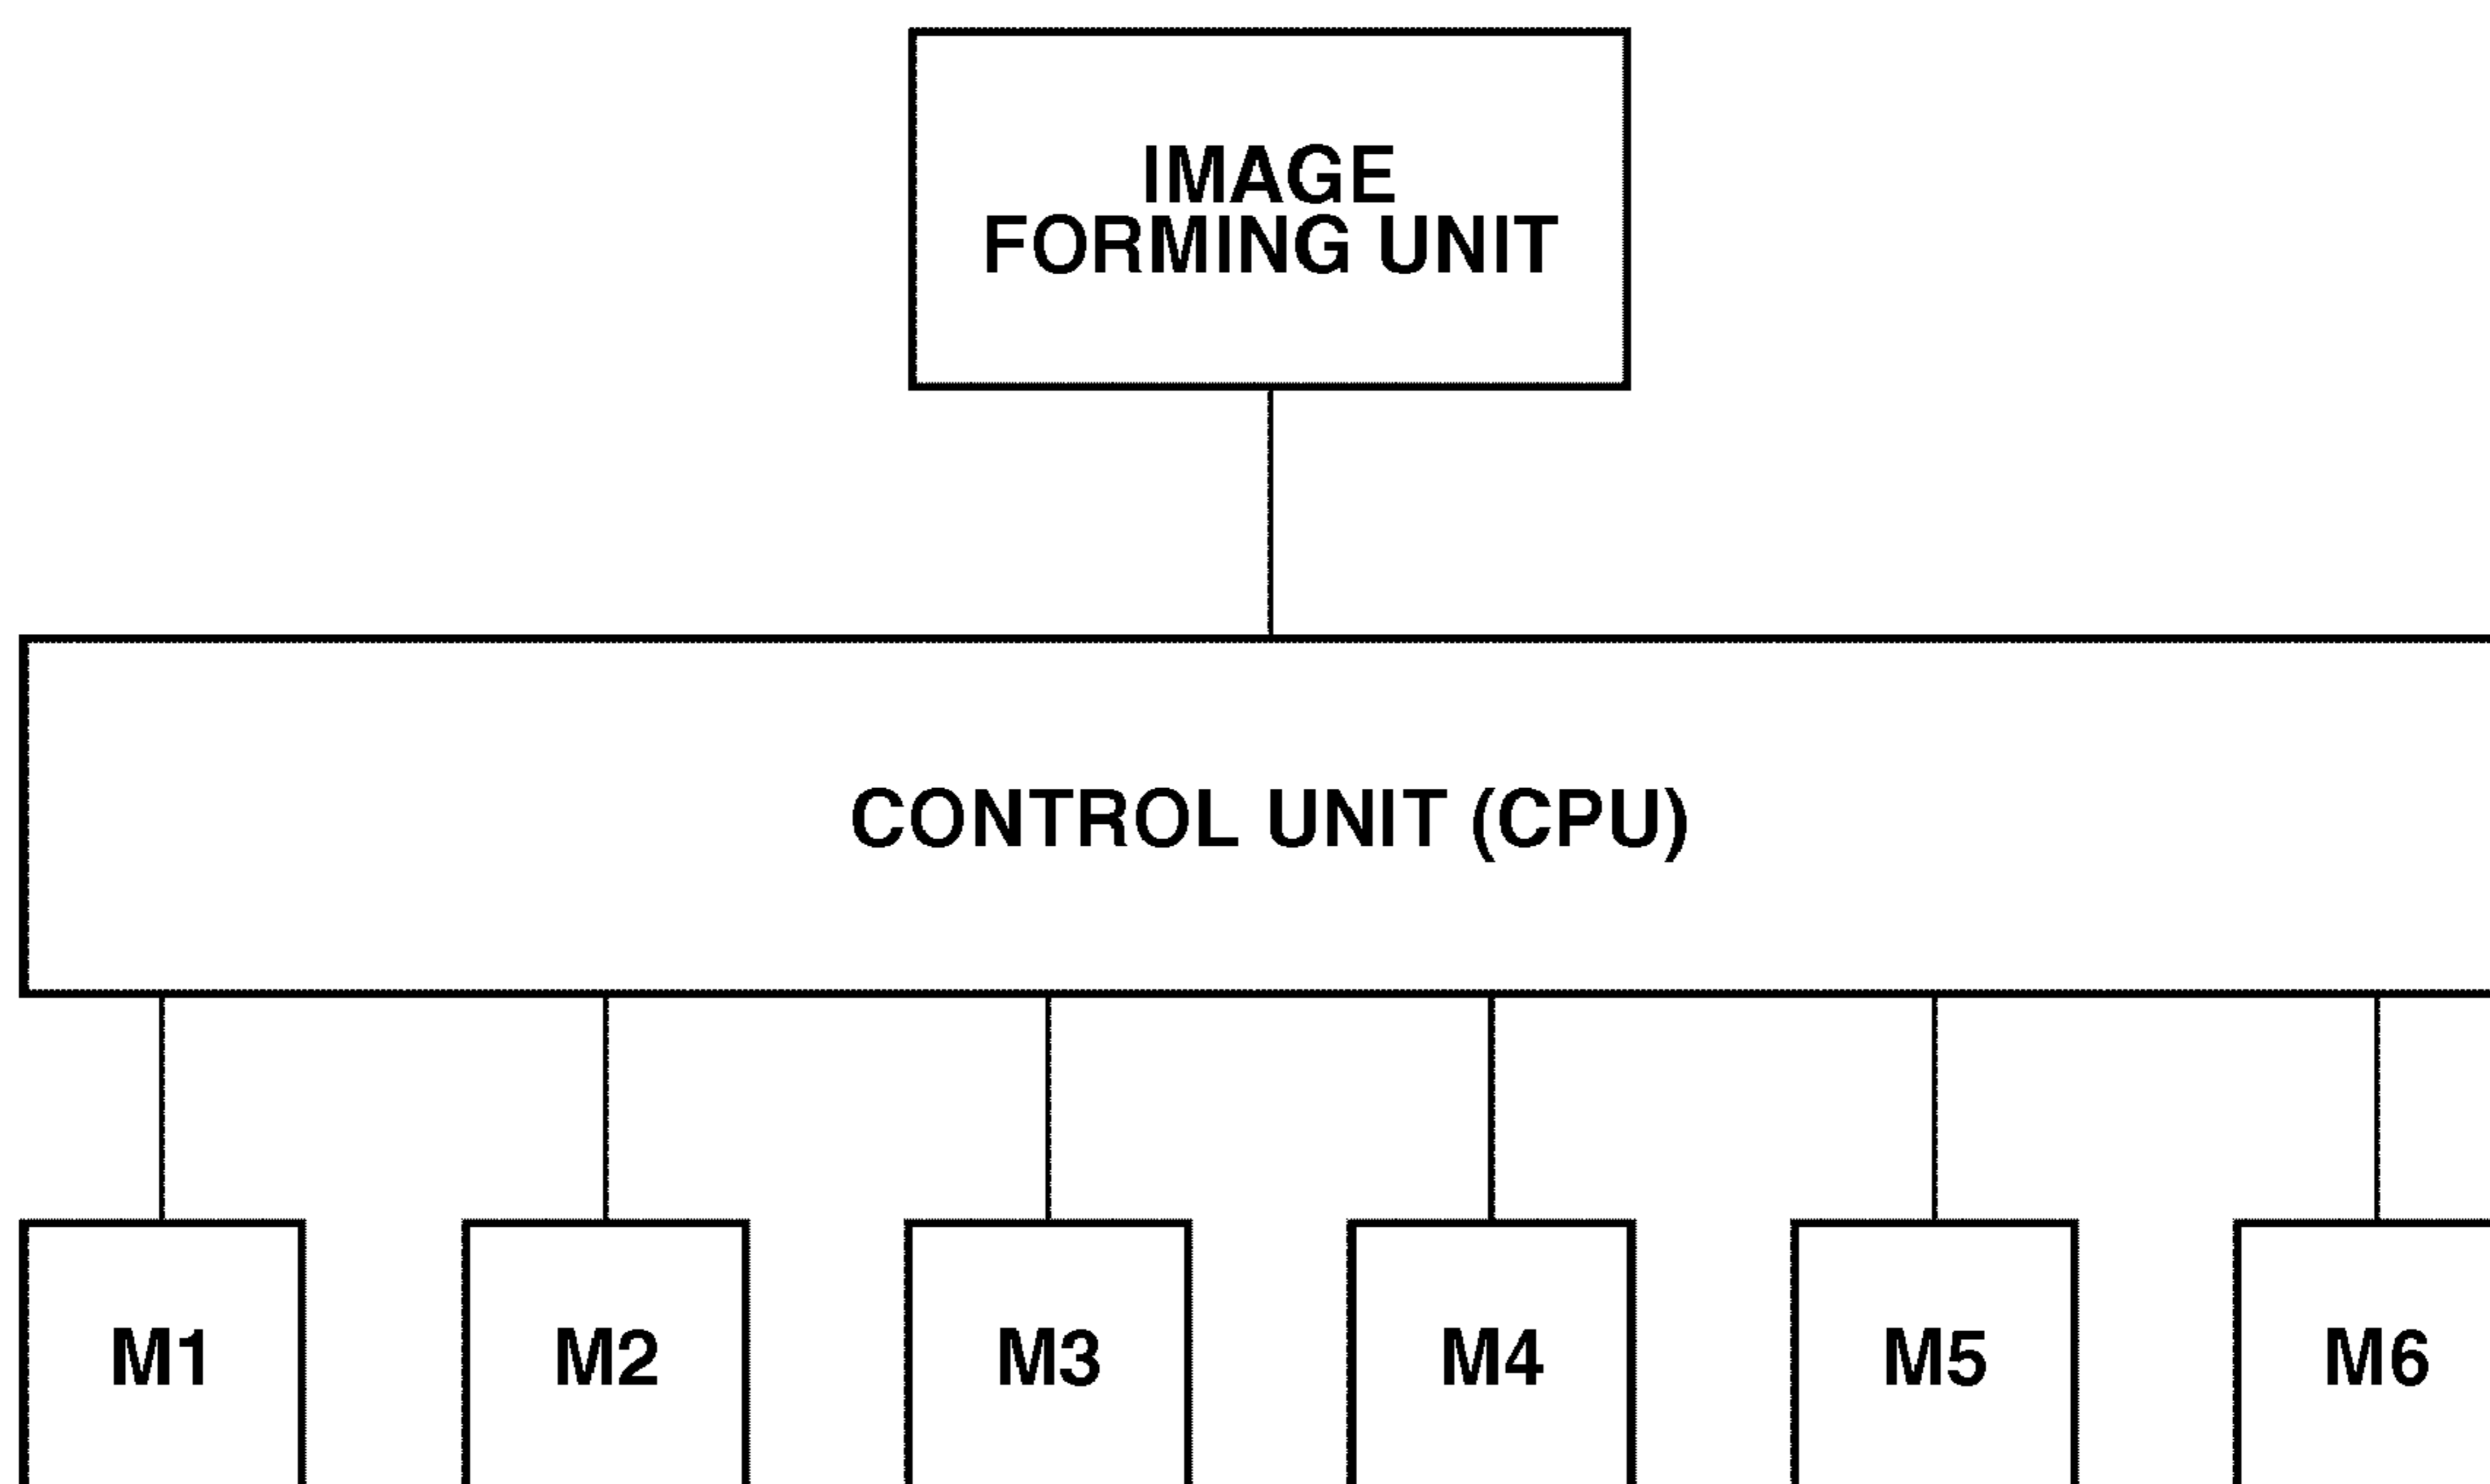 IMAGE
FORMING UNIT
CONTROL UNIT (CPU)
M1 M2 M3 M4 M5 M6